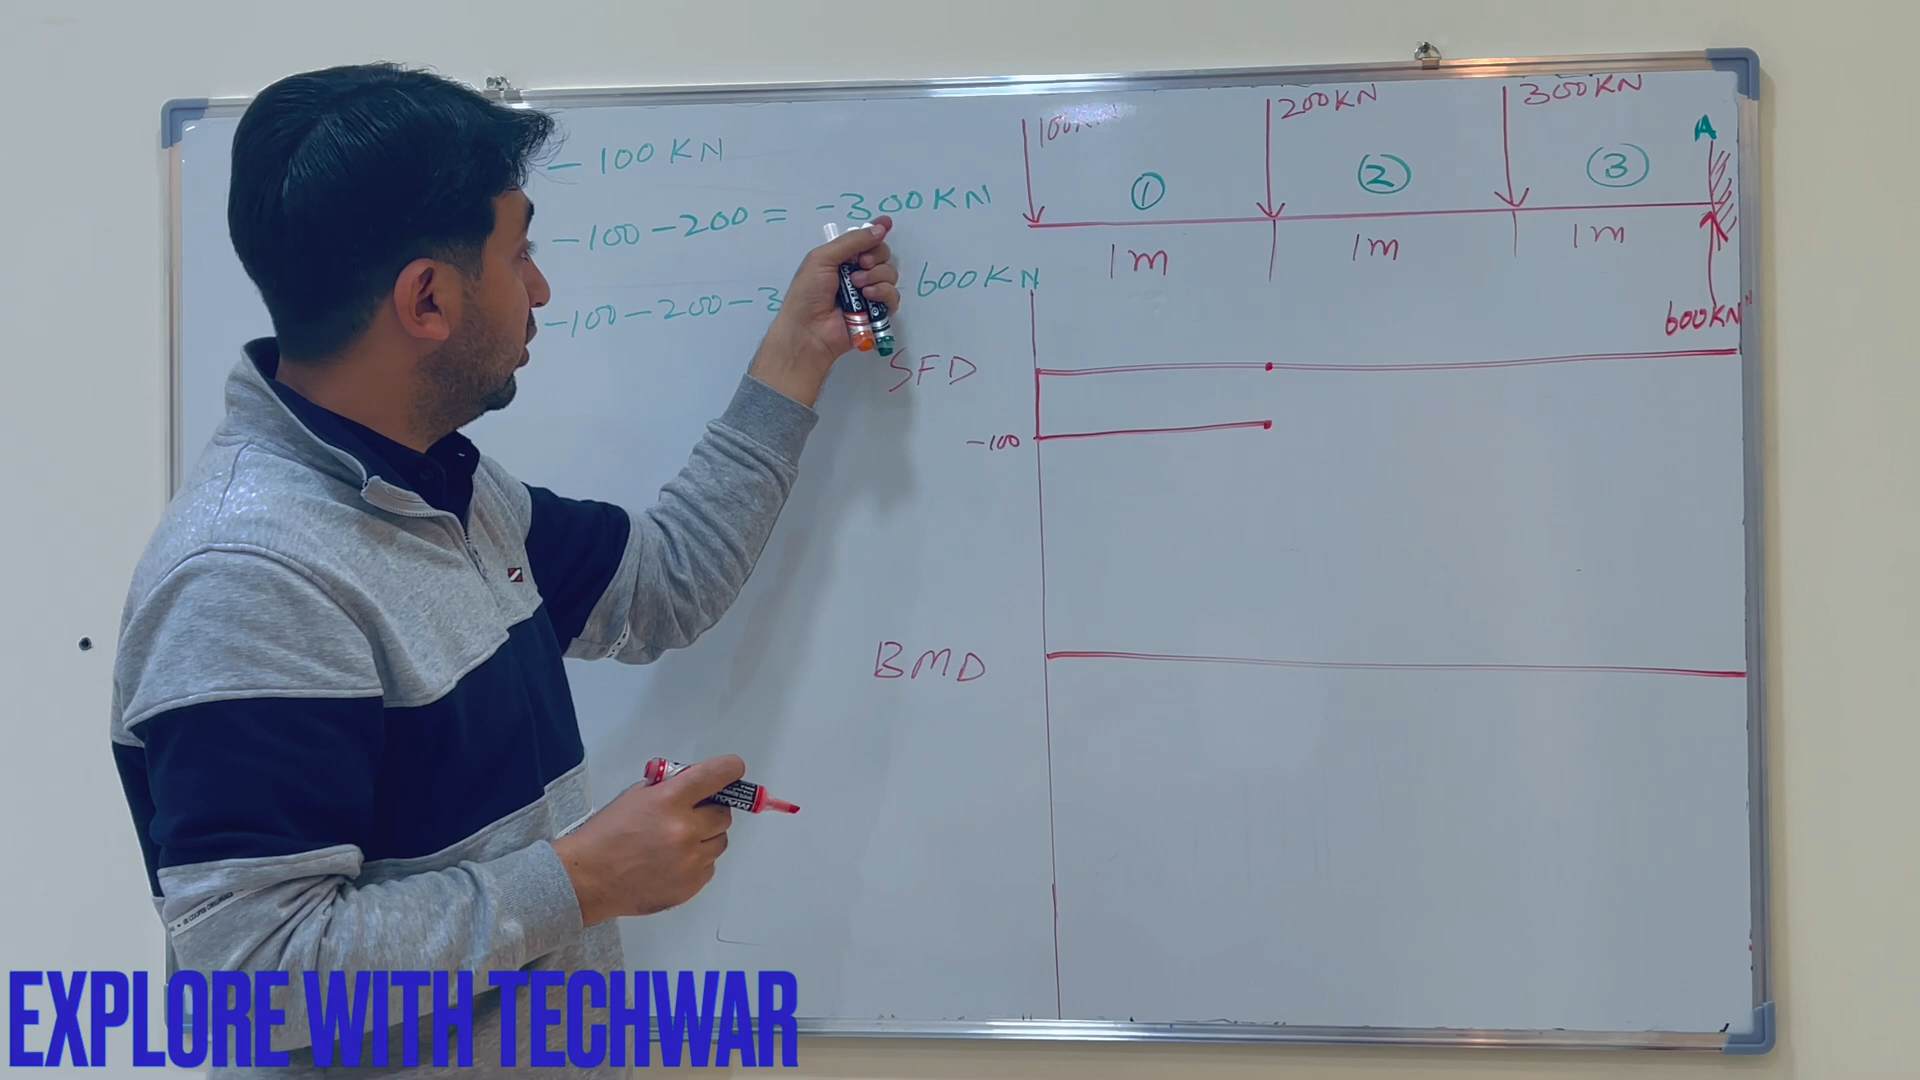 - 100 KN
-100 -200 = -300KN
-100 -200 -3 600KN
100KN
200KN
300KN
A
1
2
3
1m
1m
1m
600KN
SFD
-100
BMD
EXPLORE WITH TECHWAR